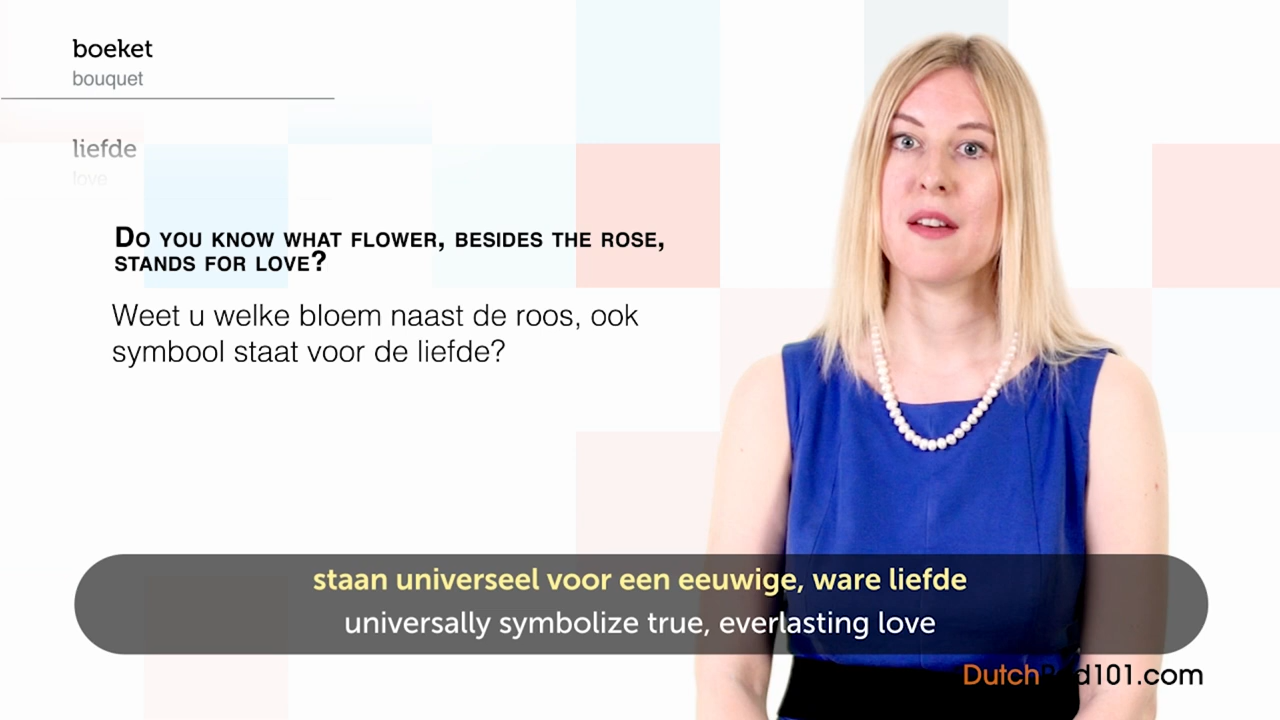 boeket
bouquet
liefde
love
DO YOU KNOW WHAT FLOWER, BESIDES THE ROSE,
STANDS FOR LOVE?
Weet u welke bloem naast de roos, ook
symbool staat voor de liefde?
staan universeel voor een eeuwige, ware liefde
universally symbolize true, everlasting love
DutchPod101.com